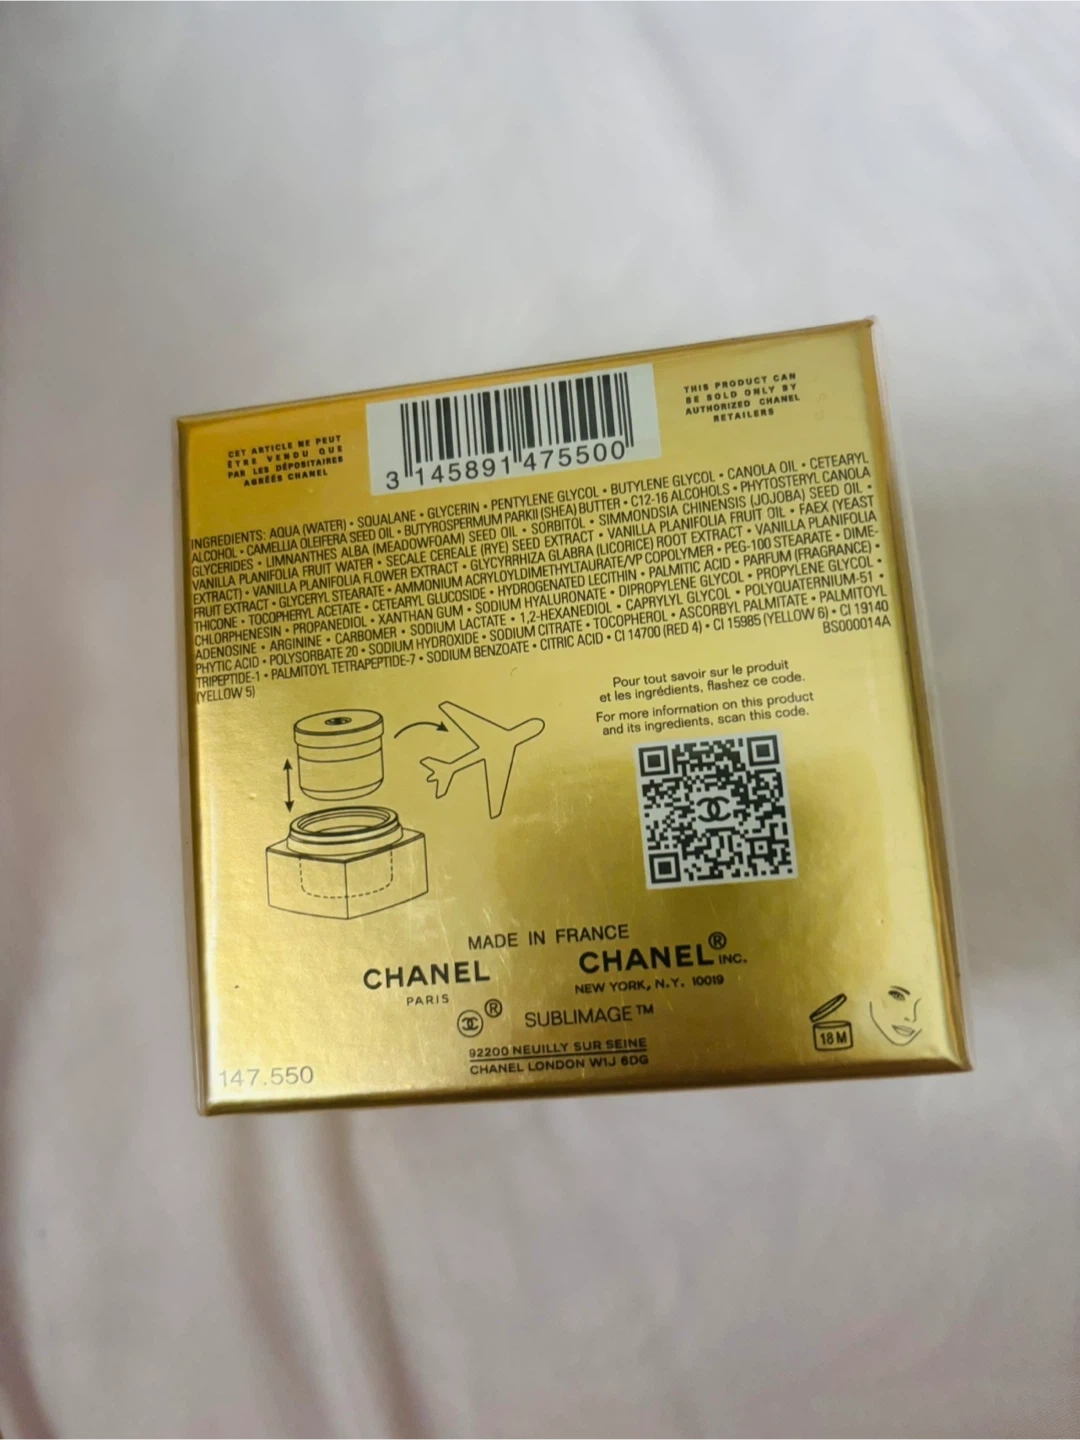 CET ARTICLE NE PEUT
ÊTRE VENDU QUE
PAR LES DÉPOSITAIRES
AGRÉÉS CHANEL
3 145891 475500
THIS PRODUCT CAN
BE SOLD ONLY BY
AUTHORIZED CHANEL
RETAILERS
INGREDIENTS: AQUA (WATER) • SQUALANE • GLYCERIN • PENTYLENE GLYCOL • BUTYLENE GLYCOL • CANOLA OIL • CETEARYL
ALCOHOL • CAMELLIA OLEIFERA SEED OIL • BUTYROSPERMUM PARKII (SHEA) BUTTER • C12-16 ALCOHOLS • PHYTOSTERYL CANOLA
GLYCERIDES • LIMNANTHES ALBA (MEADOWFOAM) SEED OIL • SORBITOL • SIMMONDSIA CHINENSIS (JOJOBA) SEED OIL •
VANILLA PLANIFOLIA FRUIT WATER • SECALE CEREALE (RYE) SEED EXTRACT • VANILLA PLANIFOLIA FRUIT OIL • FAEX (YEAST
EXTRACT) • VANILLA PLANIFOLIA FLOWER EXTRACT • GLYCYRRHIZA GLABRA (LICORICE) ROOT EXTRACT • VANILLA PLANIFOLIA
FRUIT EXTRACT • GLYCERYL STEARATE • AMMONIUM ACRYLOYLDIMETHYLTAURATE/VP COPOLYMER • PEG-100 STEARATE • DIME-
THICONE • TOCOPHERYL ACETATE • CETEARYL GLUCOSIDE • HYDROGENATED LECITHIN • PALMITIC ACID • PARFUM (FRAGRANCE) •
CHLORPHENESIN • PROPANEDIOL • XANTHAN GUM • SODIUM HYALURONATE • DIPROPYLENE GLYCOL • PROPYLENE GLYCOL •
ADENOSINE • ARGININE • CARBOMER • SODIUM LACTATE • 1,2-HEXANEDIOL • CAPRYLYL GLYCOL • POLYQUATERNIUM-51 •
PHYTIC ACID • POLYSORBATE 20 • SODIUM HYDROXIDE • SODIUM CITRATE • TOCOPHEROL • ASCORBYL PALMITATE • PALMITOYL
TRIPEPTIDE-1 • PALMITOYL TETRAPEPTIDE-7 • SODIUM BENZOATE • CITRIC ACID • CI 14700 (RED 4) • CI 15985 (YELLOW 6) • CI 19140
(YELLOW 5)
BS000014A
Pour tout savoir sur le produit
et les ingrédients, flashez ce code.
For more information on this product
and its ingredients, scan this code.
MADE IN FRANCE
CHANEL
PARIS
CHANEL® INC.
NEW YORK, N.Y. 10019
® SUBLIMAGE™
92200 NEUILLY SUR SEINE
CHANEL LONDON W1J 6DG
18 M
147.550